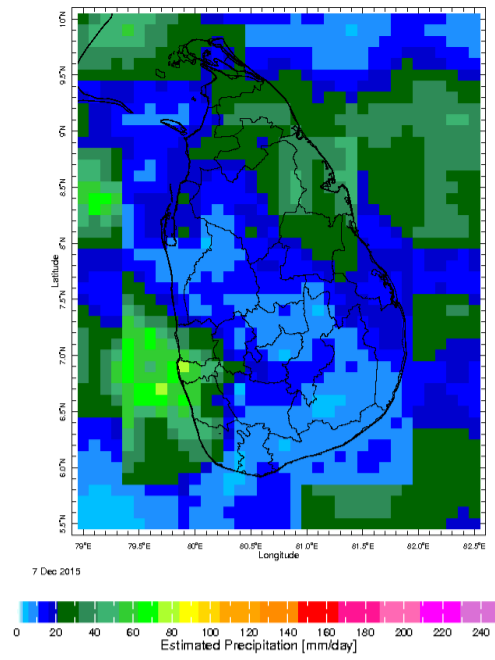 10°N
9.5°N
9°N
8.5°N
8°N
7.5°N
7.0°N
6.5°N
6.0°N
5.5°N
Latitude
79°E 79.5°E 80°E 80.5°E 81.0°E 81.5°E 82°E 82.5°E
Longitude
7 Dec 2015
0 20 40 60 80 100 120 140 160 180 200 220 240
Estimated Precipitation [mm/day]